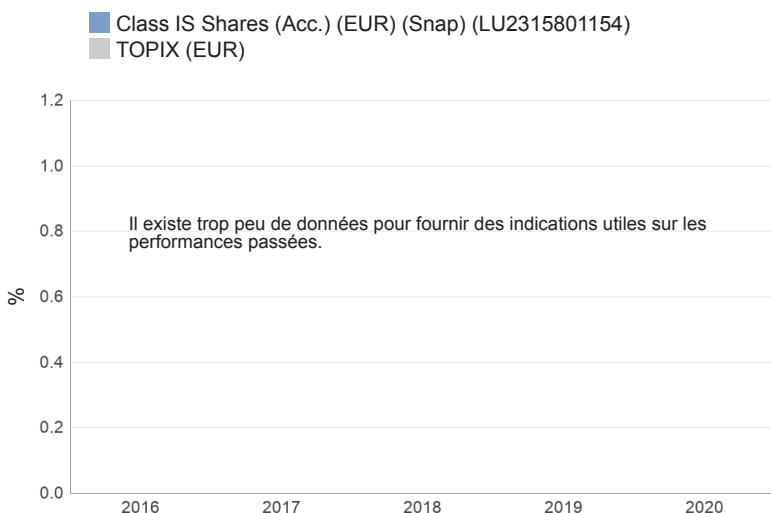 Class IS Shares (Acc.) (EUR) (Snap) (LU2315801154)
TOPIX (EUR)
1.2
1.0
Il existe trop peu de données pour fournir des indications utiles sur les
0.8
performances passées.
%
0.6
0.4
0.2
0.0
2016 2017 2018 2019 2020